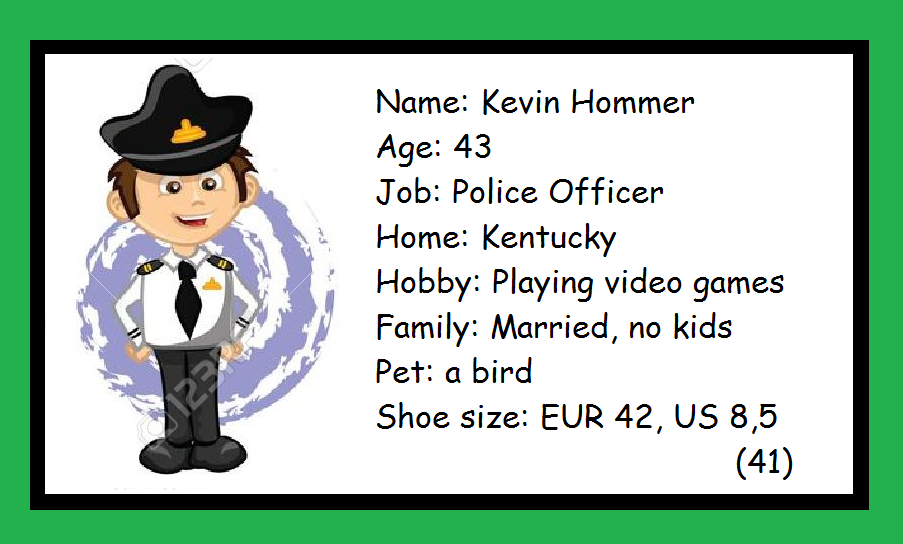 Name: Kevin Hommer
Age: 43
Job: Police Officer
Home: Kentucky
Hobby: Playing video games
Family: Married, no kids
Pet: a bird
Shoe size: EUR 42, US 8,5
(41)